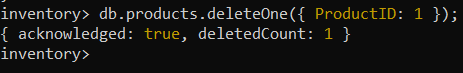 inventory> db.products.deleteOne({ ProductID: 1 });
{ acknowledged: true, deletedCount: 1 }
inventory>